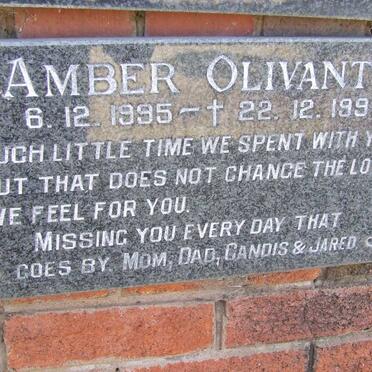 AMBER OLIVANT
6. 12. 1995 – † 22. 12. 199
UCH LITTLE TIME WE SPENT WITH Y
UT THAT DOES NOT CHANGE THE LO
WE FEEL FOR YOU.
MISSING YOU EVERY DAY THAT
GOES BY MOM, DAD, CANDIS & JARED